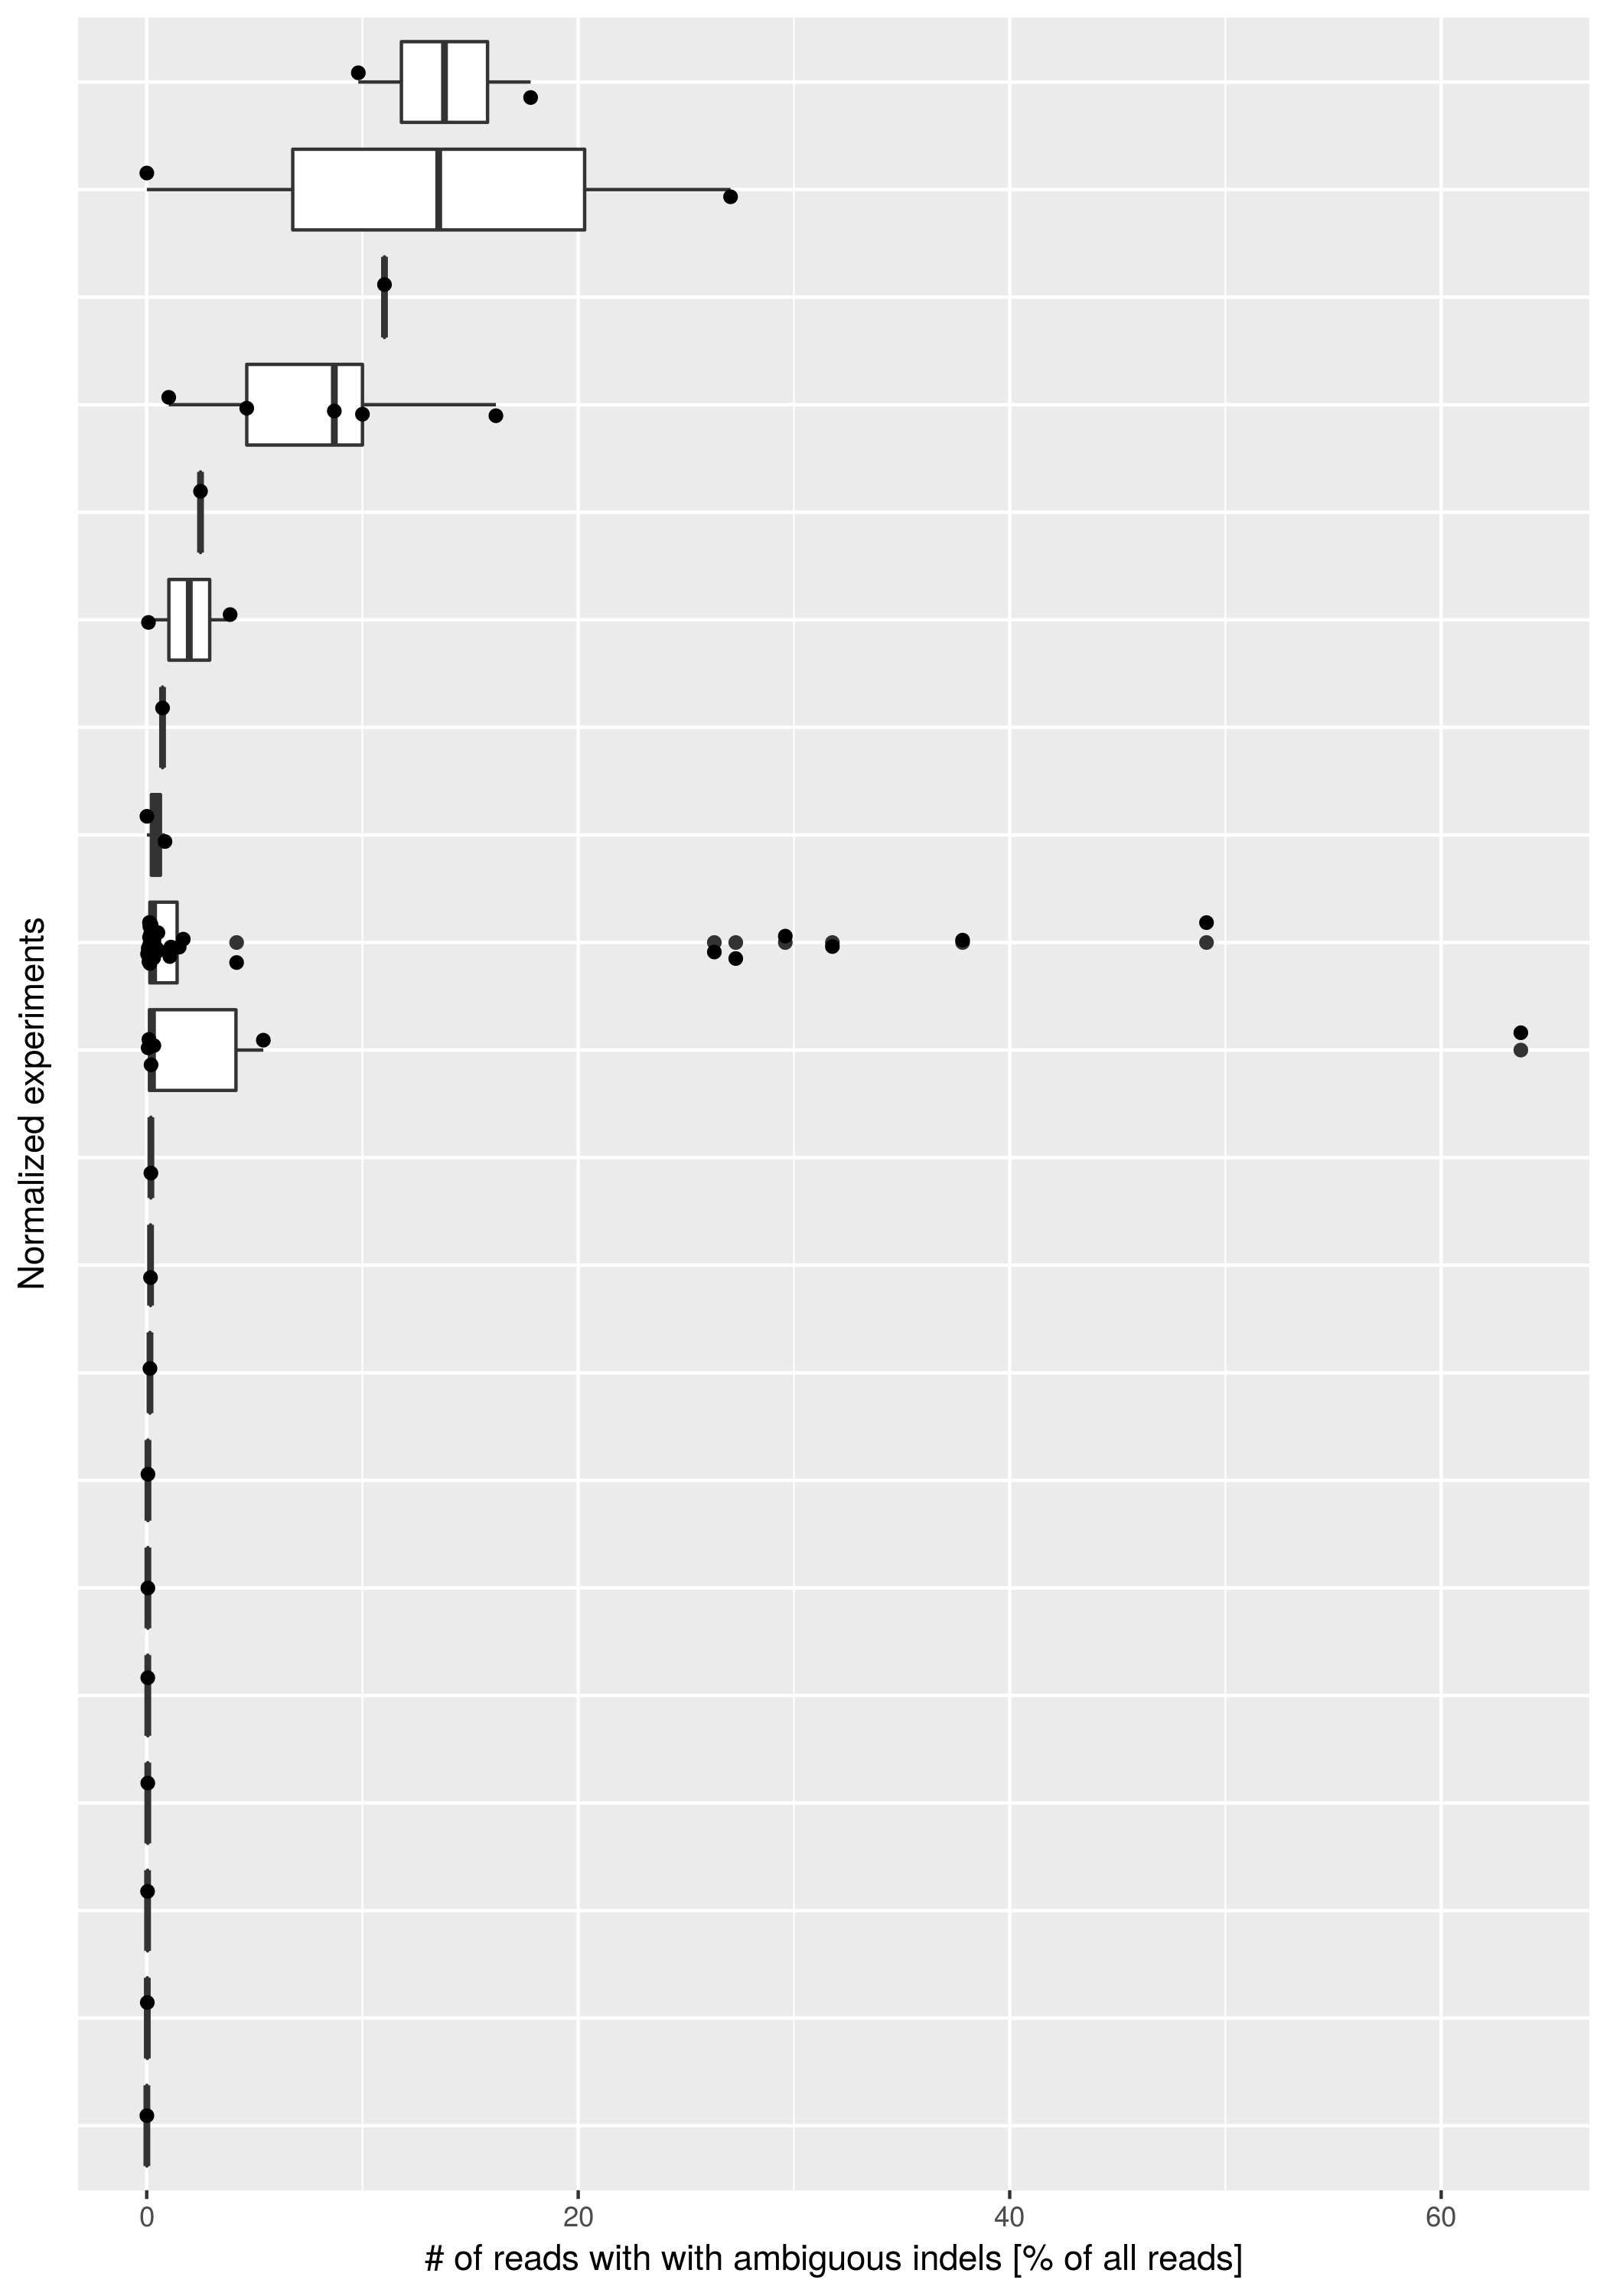 Normalized experiments
0 20 40 60
# of reads with with ambiguous indels [% of all reads]